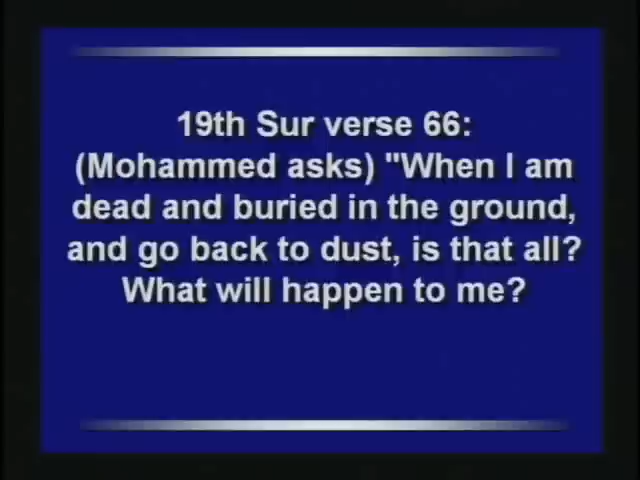 19th Sur verse 66:
(Mohammed asks) "When I am
dead and buried in the ground,
and go back to dust, is that all?
What will happen to me?